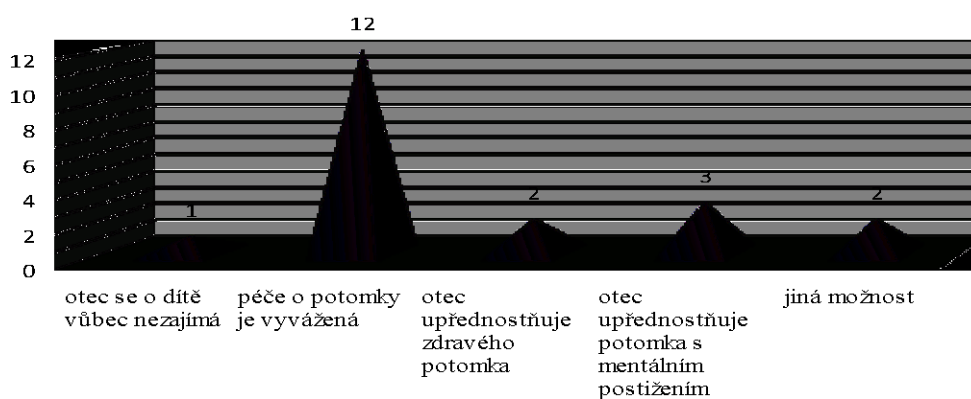 12
12
10
8
6
4
2
0
1
2
3
2
otec se o dítě
vůbec nezajímá
péče o potomky
je vyvážená
otec
upřednostňuje
zdravého
potomka
otec
upřednostňuje
potomka s
mentálním
postižením
jiná možnost